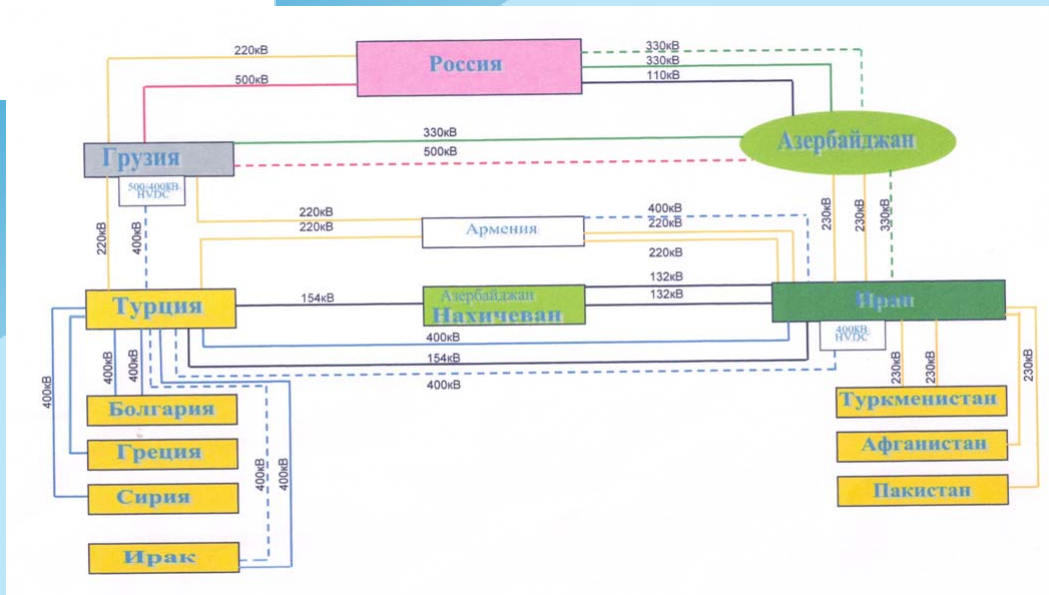 220кВ
330кВ
Россия
330кВ
500кВ
110кВ
330кВ
Азербайджан
Грузия
500кВ
500/400КВ
HVDC
220кВ
400кВ
220кВ
400кВ
220кВ
220кВ
Армения
220кВ
230кВ
230кВ
330кВ
132кВ
Турция
154кВ
Азербайджан
Нахичеван
132кВ
Иран
400кВ
400КВ
HVDC
154кВ
400кВ
400кВ
400кВ
400кВ
230кВ
230кВ
230кВ
Болгария
Туркменистан
Греция
Афганистан
400кВ
400кВ
Сирия
Пакистан
Ирак